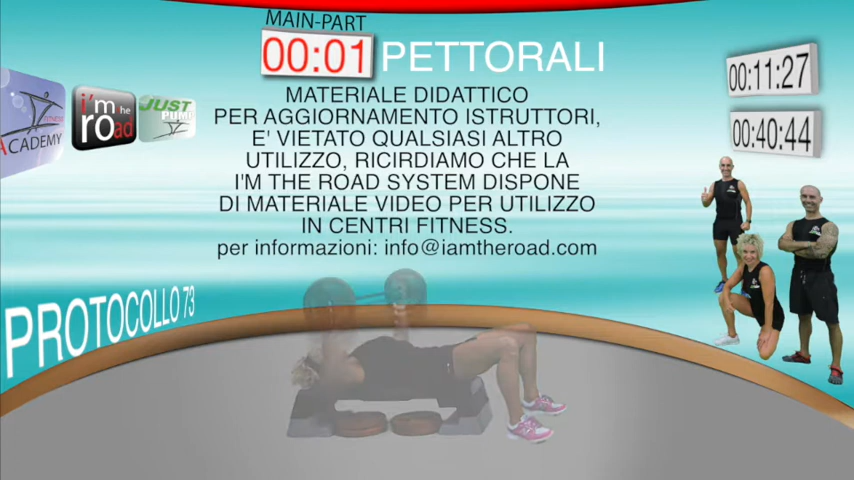 MAIN-PART
00:01 PETTORALI
00:11:27
00:40:44
MATERIALE DIDATTICO
PER AGGIORNAMENTO ISTRUTTORI,
E' VIETATO QUALSIASI ALTRO
UTILIZZO, RICIRDIAMO CHE LA
I'M THE ROAD SYSTEM DISPONE
DI MATERIALE VIDEO PER UTILIZZO
IN CENTRI FITNESS.
per informazioni: info@iamtheroad.com
FITNESS
ACADEMY
i'm the
road
JUST
PUMP
PROTOCOLLO 73